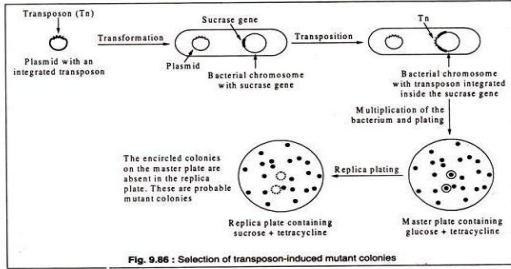 Transposon (Tn)
Plasmid with an
integrated transposon
Transformation
Sucrase gene
Plasmid
Bacterial chromosome
with sucrase gene
Transposition
Tn
Bacterial chromosome
with transposon integrated
inside the sucrase gene
Multiplication of the
bacterium and plating
The encircled colonies
on the master plate are
absent in the replica
plate. These are probable
mutant colonies
Replica plating
Replica plate containing
sucrose + tetracycline
Master plate containing
glucose + tetracycline
Fig. 9.86 : Selection of transposon-induced mutant colonies